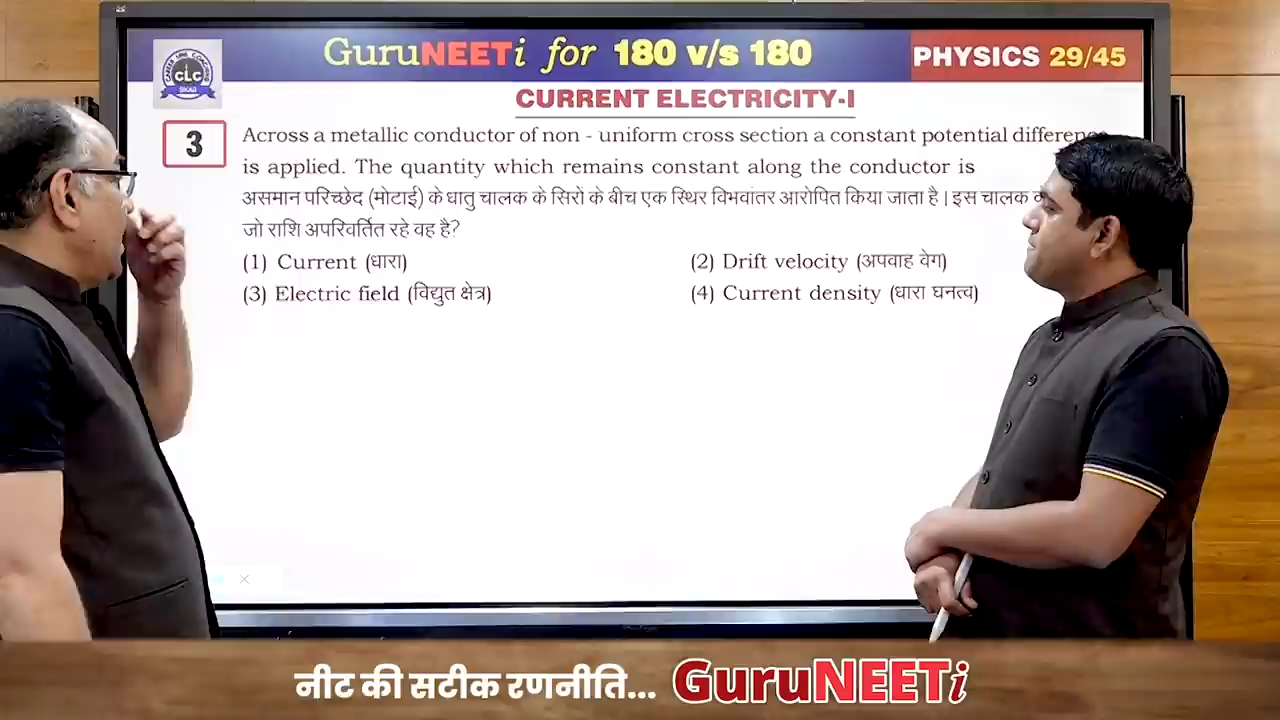 GuruNEETi for 180 v/s 180
PHYSICS 29/45
CLC
SIKAR
CURRENT ELECTRICITY-I
3
Across a metallic conductor of non - uniform cross section a constant potential difference
is applied. The quantity which remains constant along the conductor is
असमान परिच्छेद (मोटाई) के धातु चालक के सिरों के बीच एक स्थिर विभवांतर आरोपित किया जाता है। इस चालक
जो राशि अपरिवर्तित रहे वह है?
(1) Current (धारा) (2) Drift velocity (अपवाह वेग)
(3) Electric field (विद्युत क्षेत्र) (4) Current density (धारा घनत्व)
नीट की सटीक रणनीति... GuruNEETi